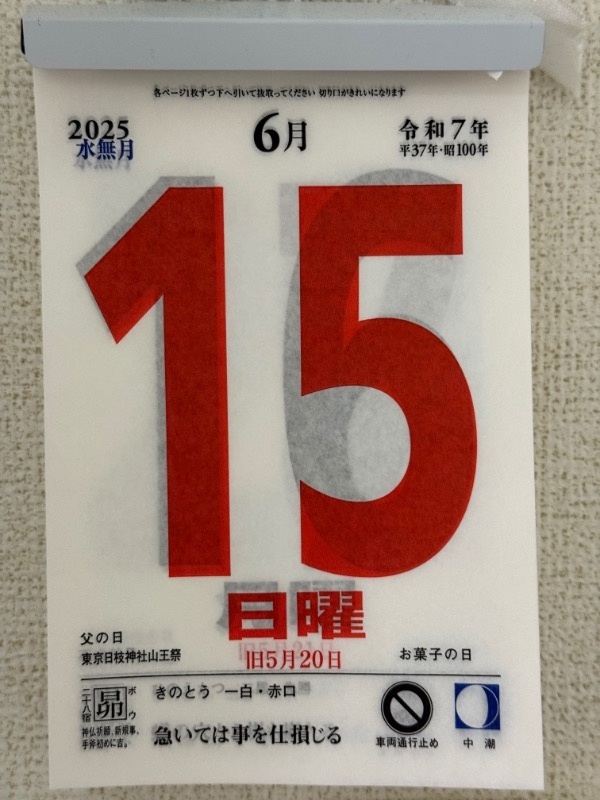 各ページ1枚ずつ下へ引いて抜取ってください 切り口がきれいになります
2025
水無月
6月
令和7年
平37年・昭100年
15
日曜
旧5月20日
父の日
東京日枝神社山王祭
お菓子の日
二十八宿
昴
ボウ
神仏祈願、新規事、
手斧初めに吉。
きのとう 一白・赤口
急いては事を仕損じる
車両通行止め
中潮